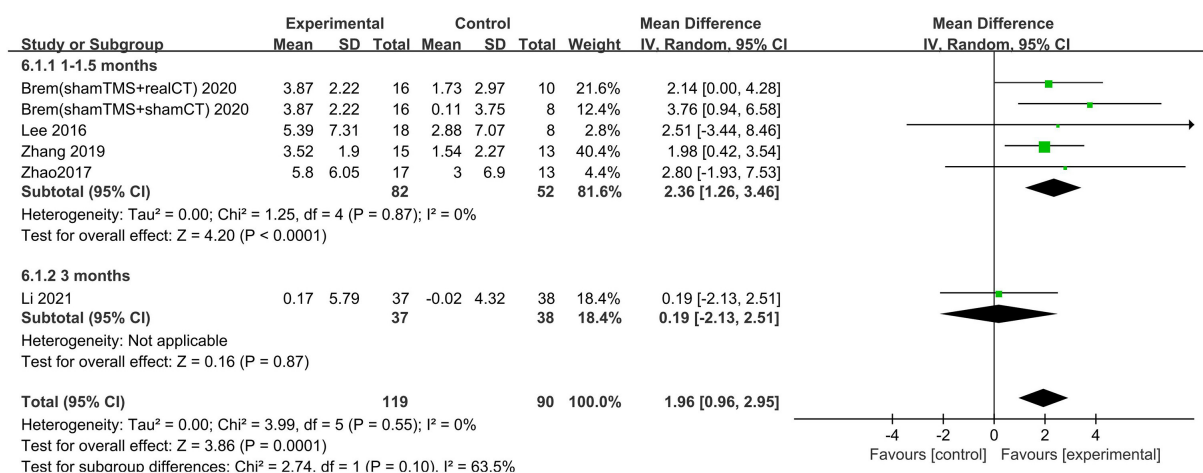 Experimental Control Mean Difference Mean Difference
Study or Subgroup Mean SD Total Mean SD Total Weight IV, Random, 95% CI IV, Random, 95% CI
6.1.1 1-1.5 months
Brem(shamTMS+realCT) 2020 3.87 2.22 16 1.73 2.97 10 21.6% 2.14 [0.00, 4.28]
Brem(shamTMS+shamCT) 2020 3.87 2.22 16 0.11 3.75 8 12.4% 3.76 [0.94, 6.58]
Lee 2016 5.39 7.31 18 2.88 7.07 8 2.8% 2.51 [-3.44, 8.46]
Zhang 2019 3.52 1.9 15 1.54 2.27 13 40.4% 1.98 [0.42, 3.54]
Zhao2017 5.8 6.05 17 3 6.9 13 4.4% 2.80 [-1.93, 7.53]
Subtotal (95% CI) 82 52 81.6% 2.36 [1.26, 3.46]
Heterogeneity: Tau² = 0.00; Chi² = 1.25, df = 4 (P = 0.87); I² = 0%
Test for overall effect: Z = 4.20 (P < 0.0001)
6.1.2 3 months
Li 2021 0.17 5.79 37 -0.02 4.32 38 18.4% 0.19 [-2.13, 2.51]
Subtotal (95% CI) 37 38 18.4% 0.19 [-2.13, 2.51]
Heterogeneity: Not applicable
Test for overall effect: Z = 0.16 (P = 0.87)
Total (95% CI) 119 90 100.0% 1.96 [0.96, 2.95]
Heterogeneity: Tau² = 0.00; Chi² = 3.99, df = 5 (P = 0.55); I² = 0%
Test for overall effect: Z = 3.86 (P = 0.0001)
Test for subgroup differences: Chi² = 2.74, df = 1 (P = 0.10), I² = 63.5%
-4 -2 0 2 4
Favours [control] Favours [experimental]